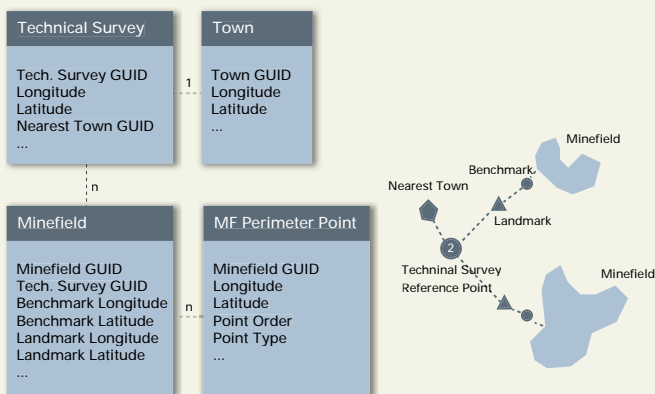 Technical Survey
Tech. Survey GUID
Longitude
Latitude
Nearest Town GUID
...
1
Town
Town GUID
Longitude
Latitude
...
n
Minefield
Minefield GUID
Tech. Survey GUID
Benchmark Longitude
Benchmark Latitude
Landmark Longitude
Landmark Latitude
...
n
MF Perimeter Point
Minefield GUID
Longitude
Latitude
Point Order
Point Type
...
Minefield
Benchmark
Nearest Town
Landmark
2
Techninal Survey
Reference Point
Minefield